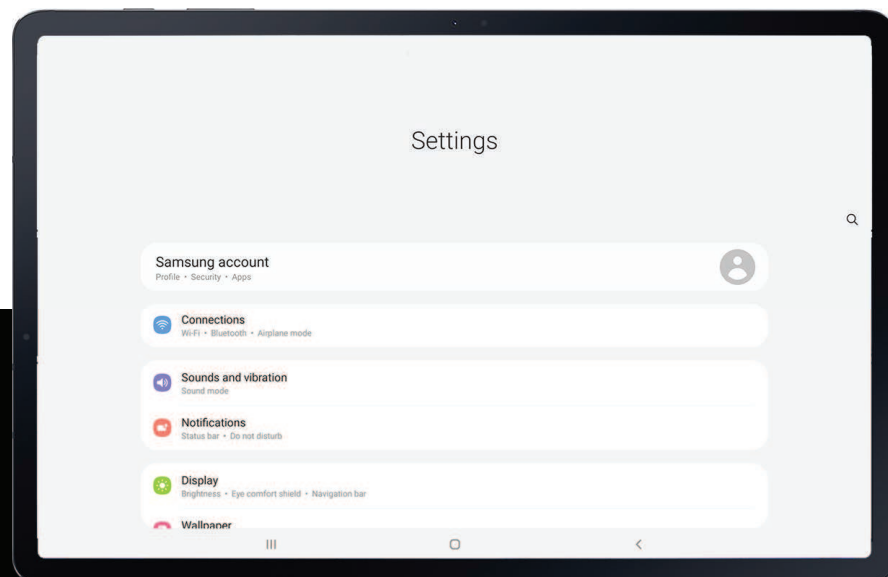 Settings
Samsung account
Profile • Security • Apps
Connections
Wi-Fi • Bluetooth • Airplane mode
Sounds and vibration
Sound mode
Notifications
Status bar • Do not disturb
Display
Brightness • Eye comfort shield • Navigation bar
Wallpaper